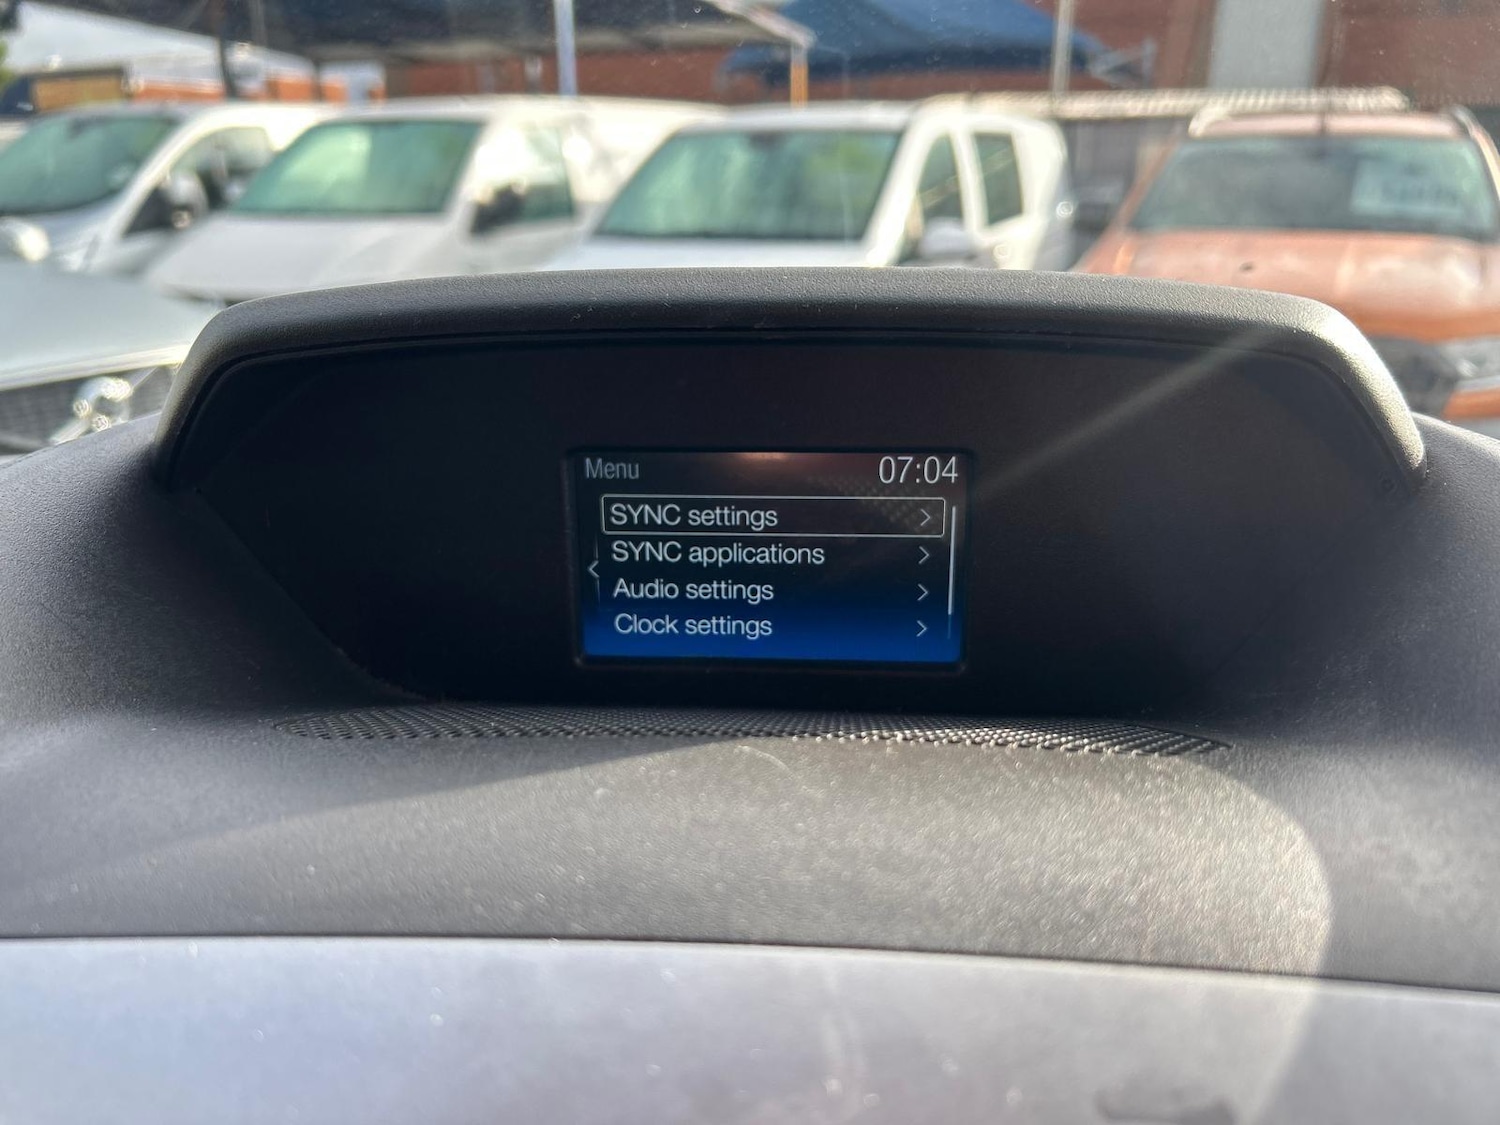 Menu 07:04
SYNC settings
SYNC applications
Audio settings
Clock settings